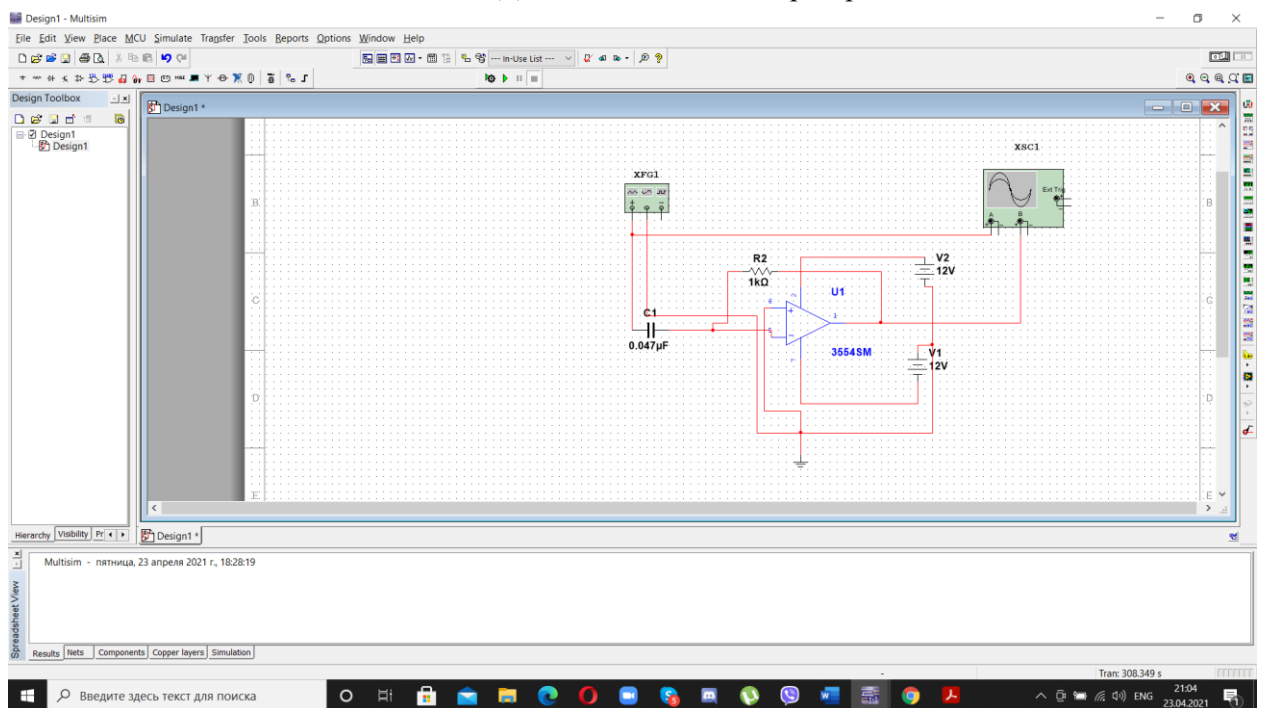 Design1 - Multisim
File Edit View Place MCU Simulate Transfer Tools Reports Options Window Help
--- In-Use List ---
Design Toolbox
Design1 *
Design1
Design1
XSC1
XFG1
Ext Trig
A B
B
B
R2
1kΩ
V2
12V
U1
C
C
C1
0.047µF
3554SM
V1
12V
D
D
E
E
Hierarchy Visibility Pr
Design1 *
Multisim - пятница, 23 апреля 2021 г., 18:28:19
Spreadsheet View
Results Nets Components Copper layers Simulation
Tran: 308.349 s
Введите здесь текст для поиска
ENG
21:04
23.04.2021